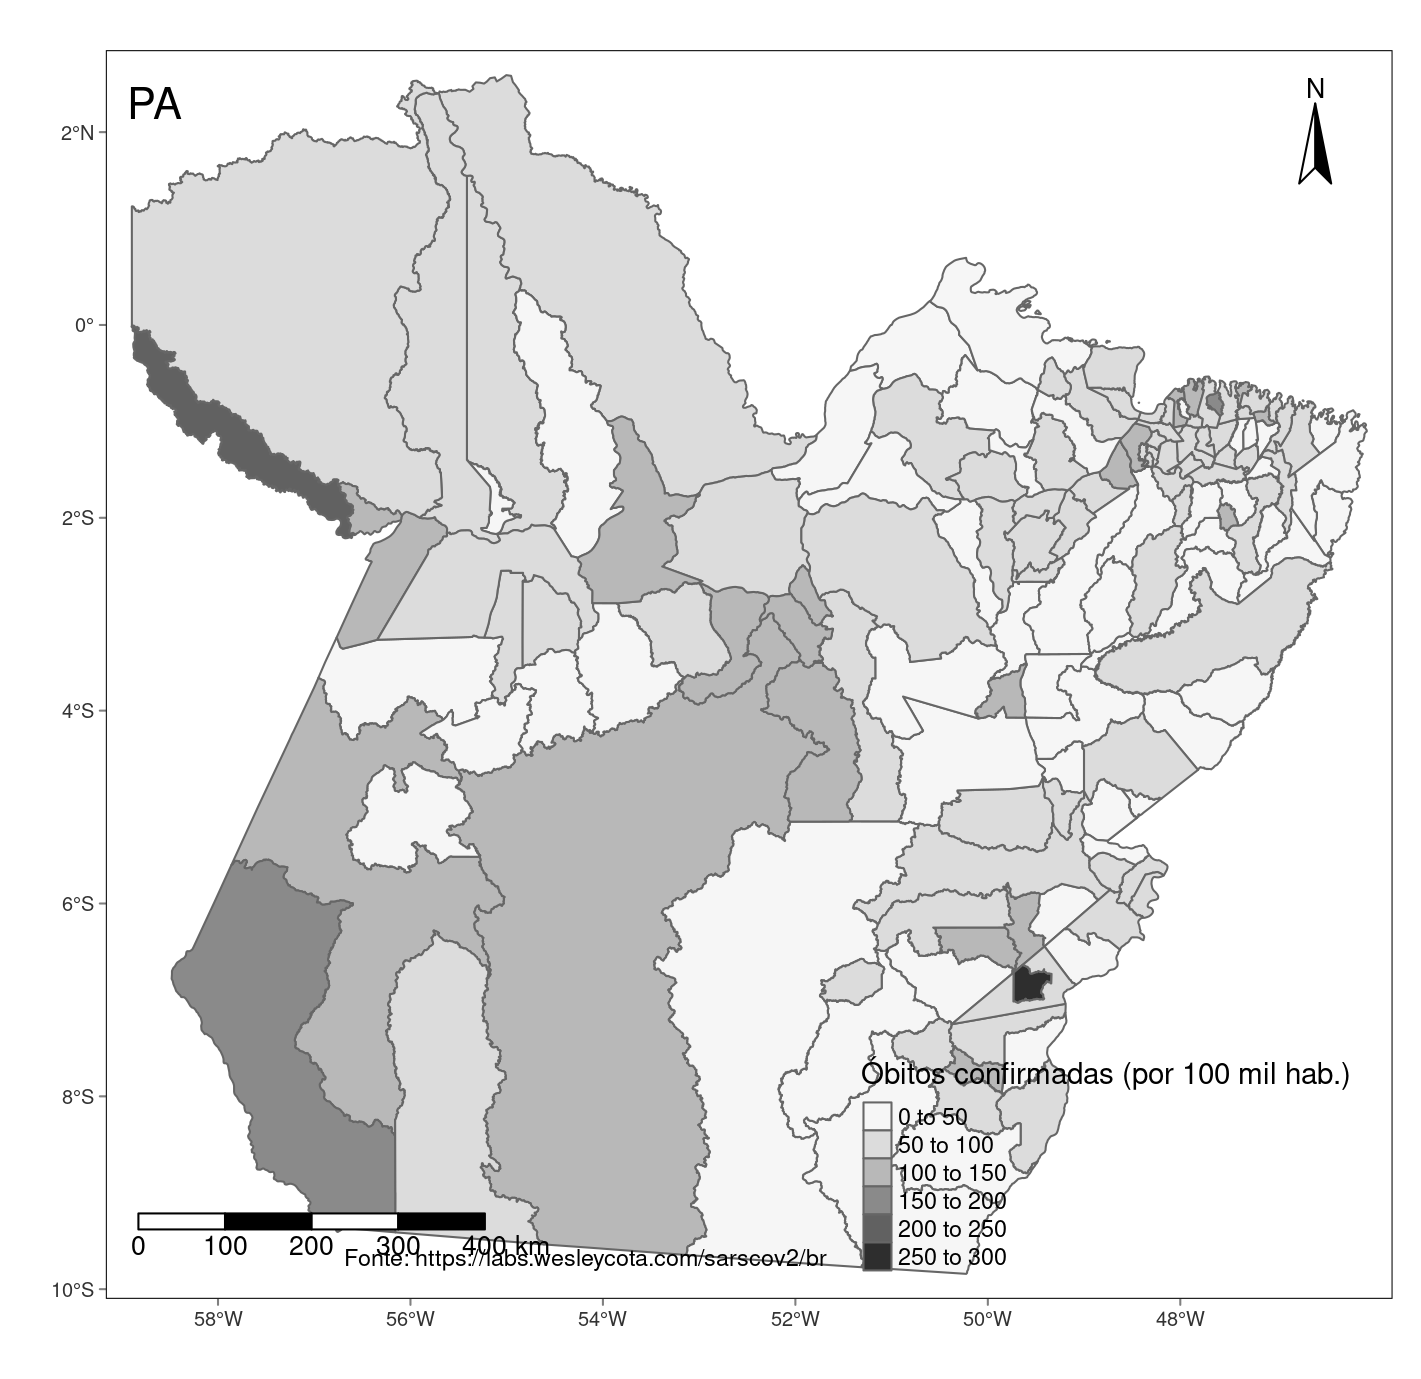 PA
N
2°N
0°
2°S
4°S
6°S
8°S
10°S
Óbitos confirmadas (por 100 mil hab.)
0 to 50
50 to 100
100 to 150
150 to 200
200 to 250
250 to 300
0 100 200 300 400 km
Fonte: https://labs.wesleycota.com/sarscov2/br
58°W 56°W 54°W 52°W 50°W 48°W